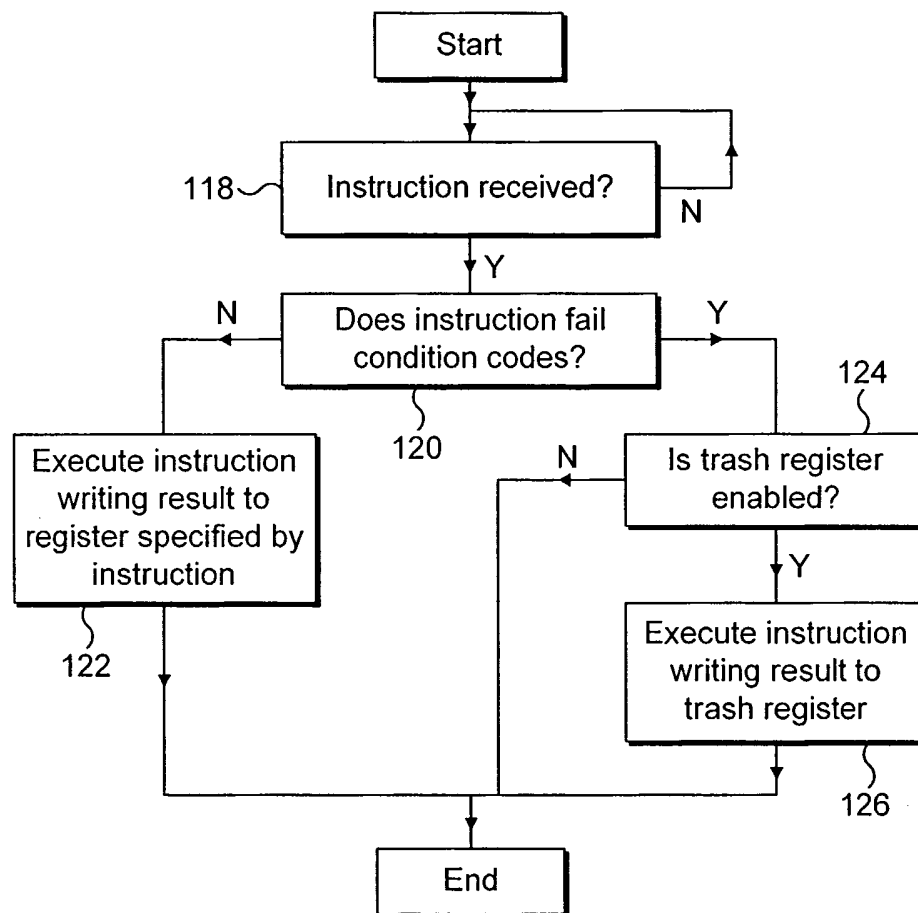 Start
118
Instruction received?
N
Y
N
Does instruction fail
condition codes?
Y
120
124
Execute instruction
writing result to
register specified by
instruction
122
N
Is trash register
enabled?
Y
Execute instruction
writing result to
trash register
126
End